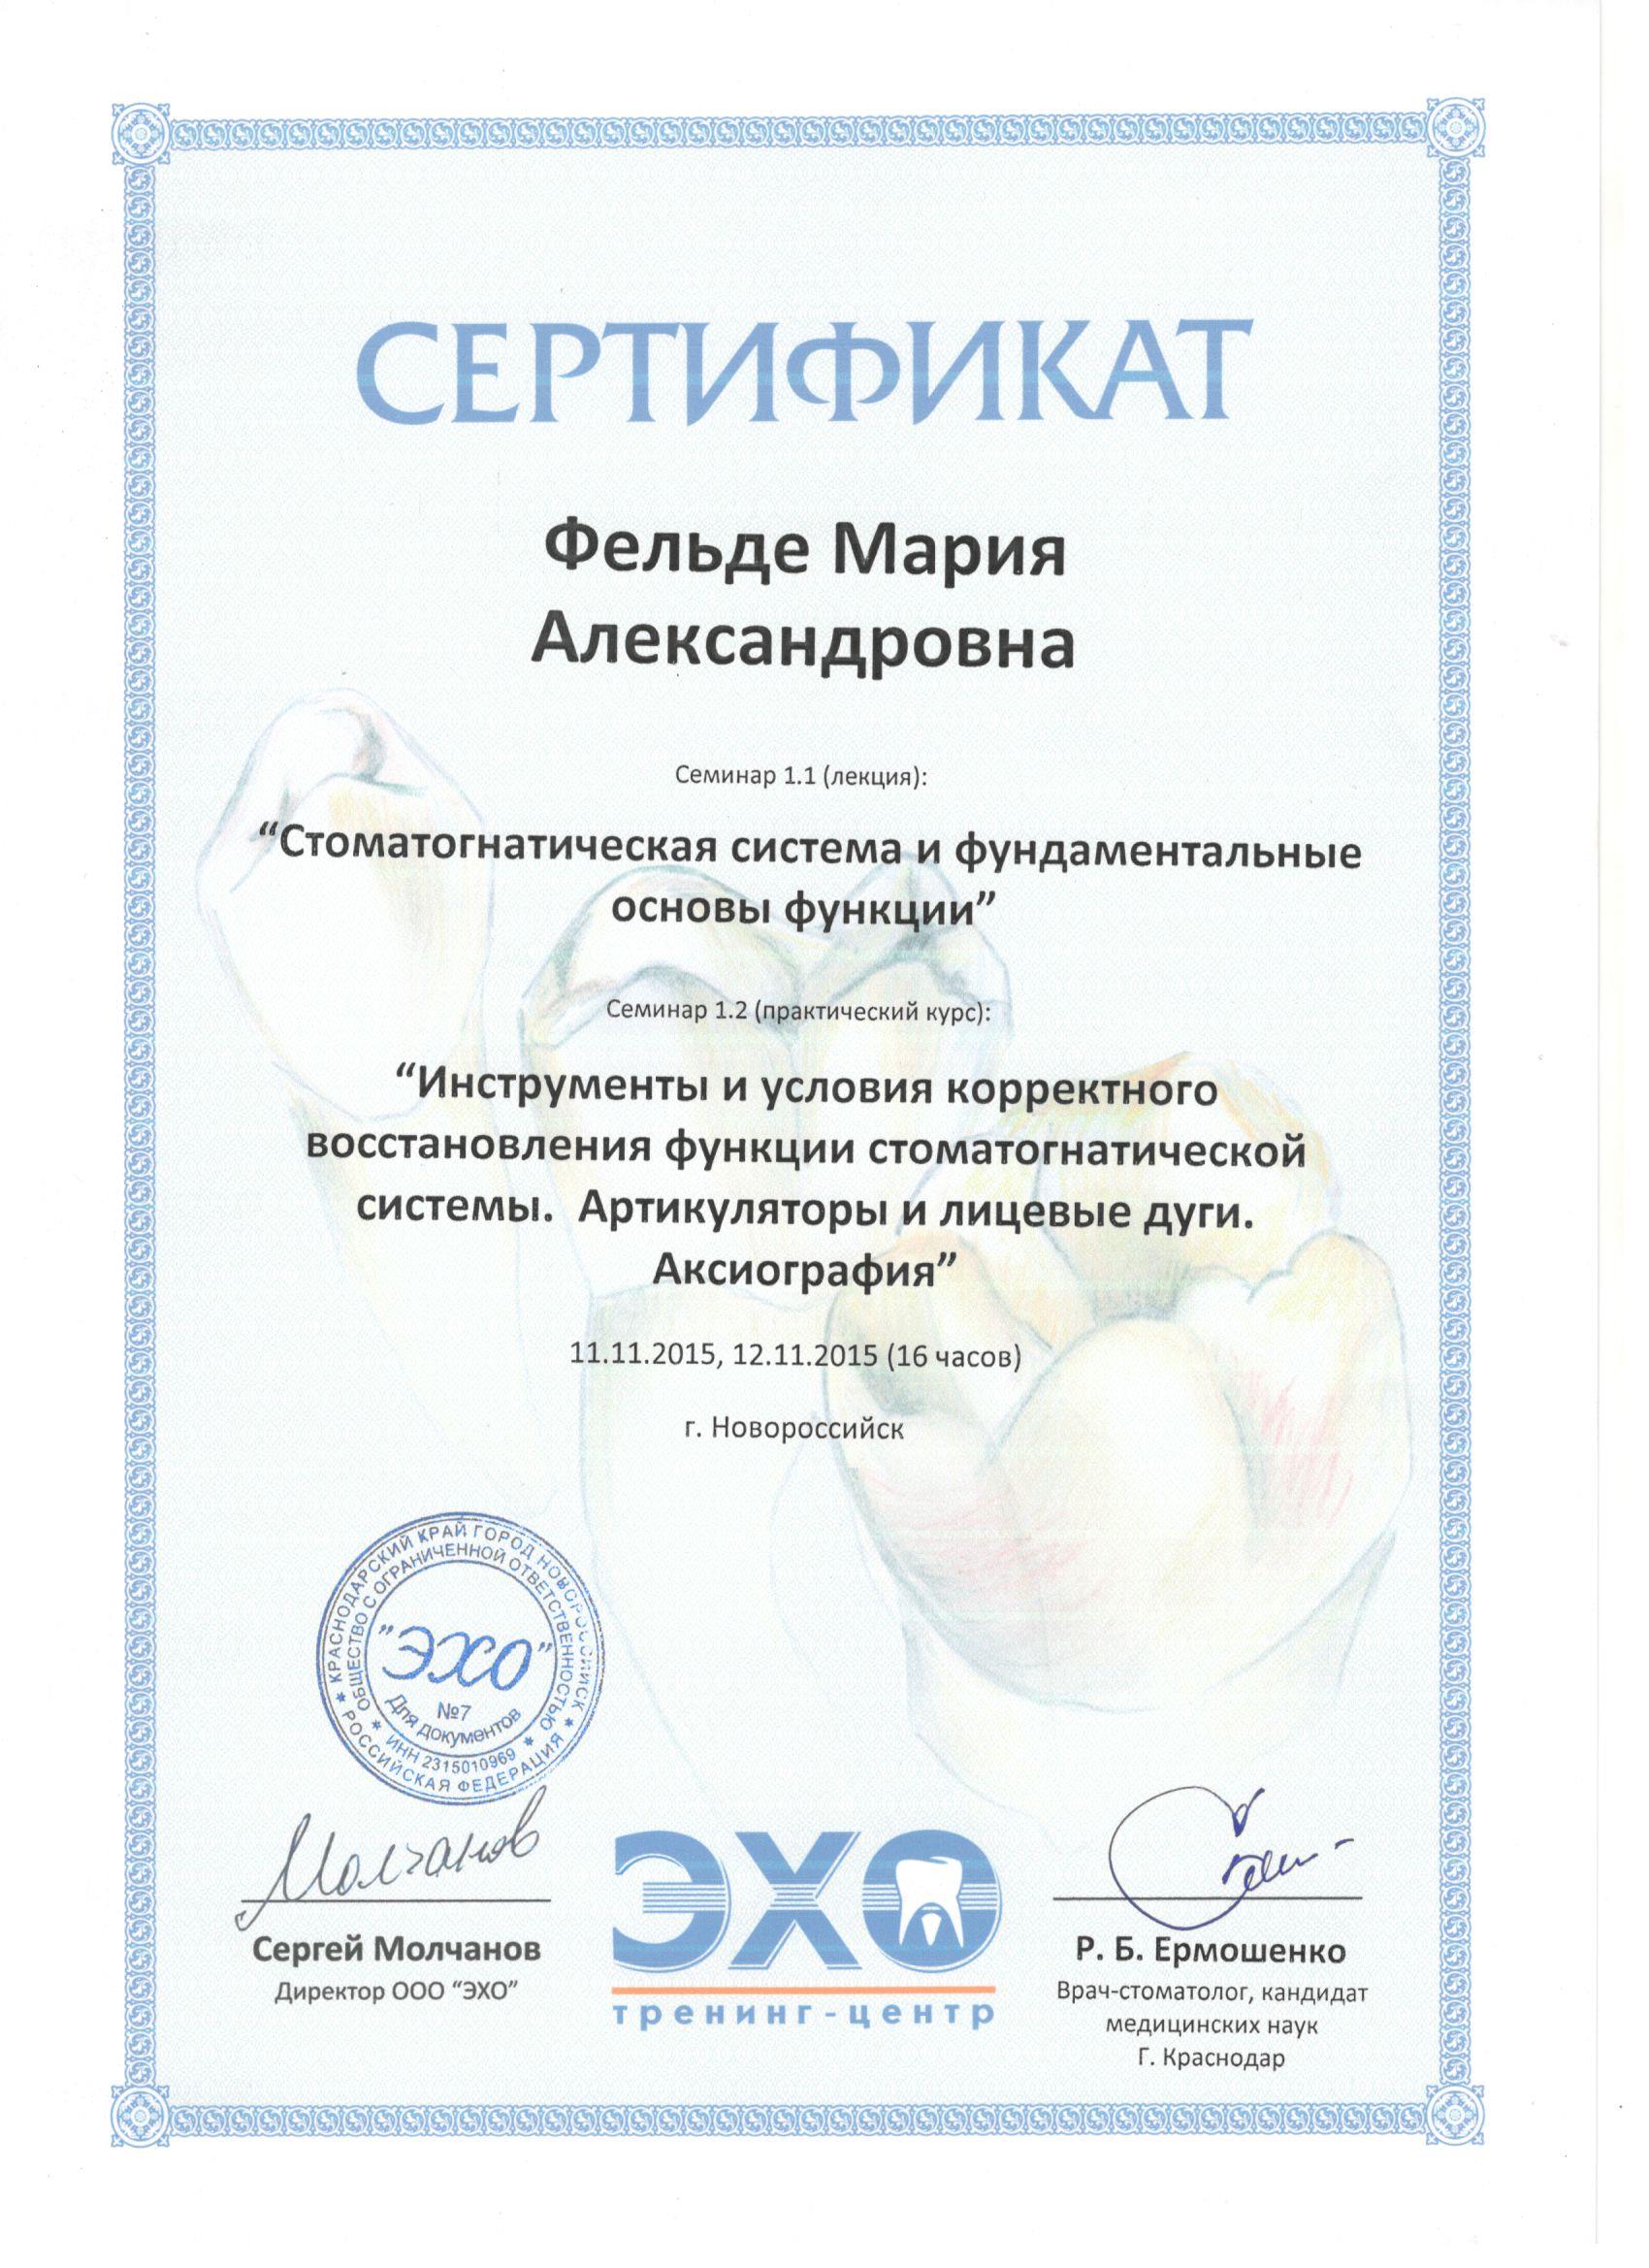 СЕРТИФИКАТ
Фельде Мария
Александровна
Семинар 1.1 (лекция):
“Стоматогнатическая система и фундаментальные
основы функции”
Семинар 1.2 (практический курс):
“Инструменты и условия корректного
восстановления функции стоматогнатической
системы.  Артикуляторы и лицевые дуги.
Аксиография”
11.11.2015, 12.11.2015 (16 часов)
г. Новороссийск
* КРАСНОДАРСКИЙ КРАЙ ГОРОД НОВОРОССИЙСК *
РОССИЙСКАЯ ФЕДЕРАЦИЯ
* ОБЩЕСТВО С ОГРАНИЧЕННОЙ ОТВЕТСТВЕННОСТЬЮ *
ИНН 2315010969
"ЭХО"
№7
Для документов
Молчанов
Сергей Молчанов
Директор ООО “ЭХО”
ЭХО
тренинг-центр
Р. Б. Ермошенко
Врач-стоматолог, кандидат
медицинских наук
Г. Краснодар